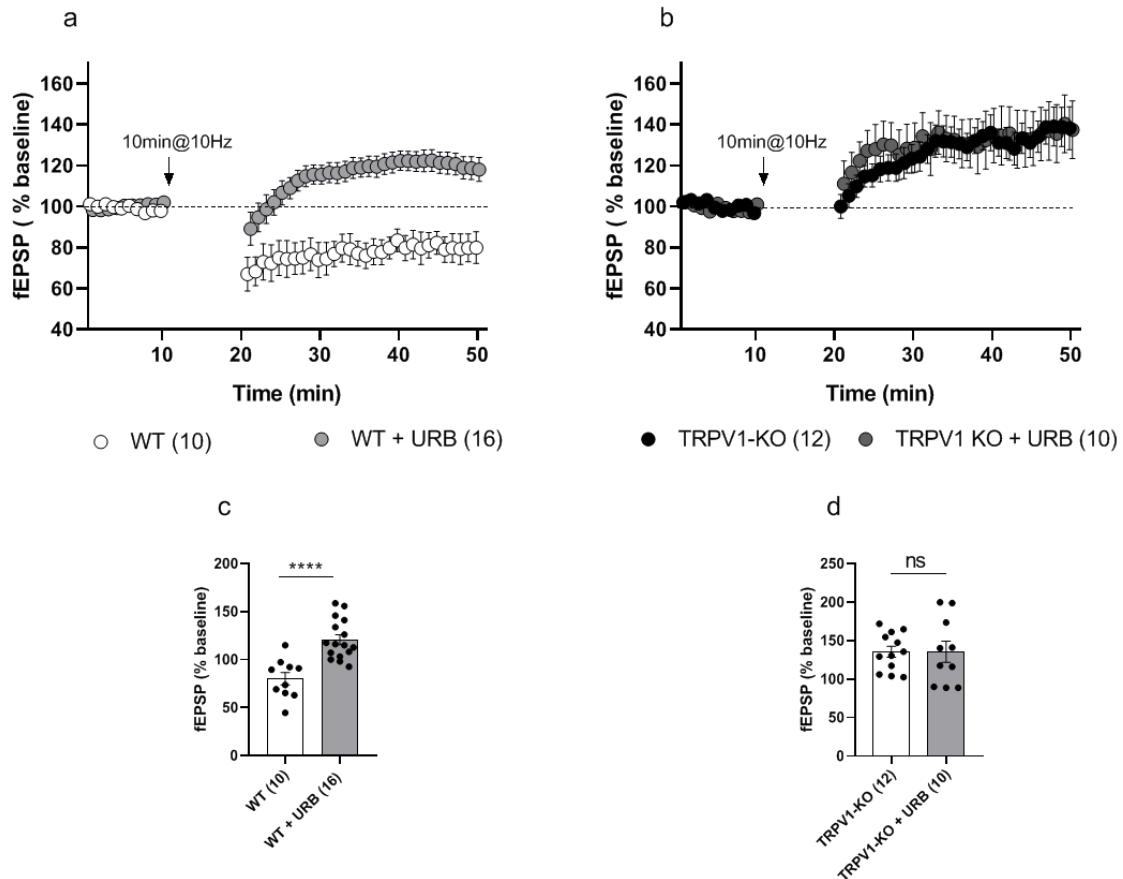 a
fEPSP ( % baseline)
160
140
120
100
80
60
40
10min@10Hz
10
20
30
40
50
Time (min)
WT (10)
WT + URB (16)
b
fEPSP (% baseline)
160
140
120
100
80
60
40
10min@10Hz
10
20
30
40
50
Time (min)
TRPV1-KO (12)
TRPV1 KO + URB (10)
c
fEPSP (% baseline)
200
150
100
50
0
****
WT (10)
WT + URB (16)
d
fEPSP (% baseline)
250
200
150
100
50
0
ns
TRPV1-KO (12)
TRPV1-KO + URB (10)